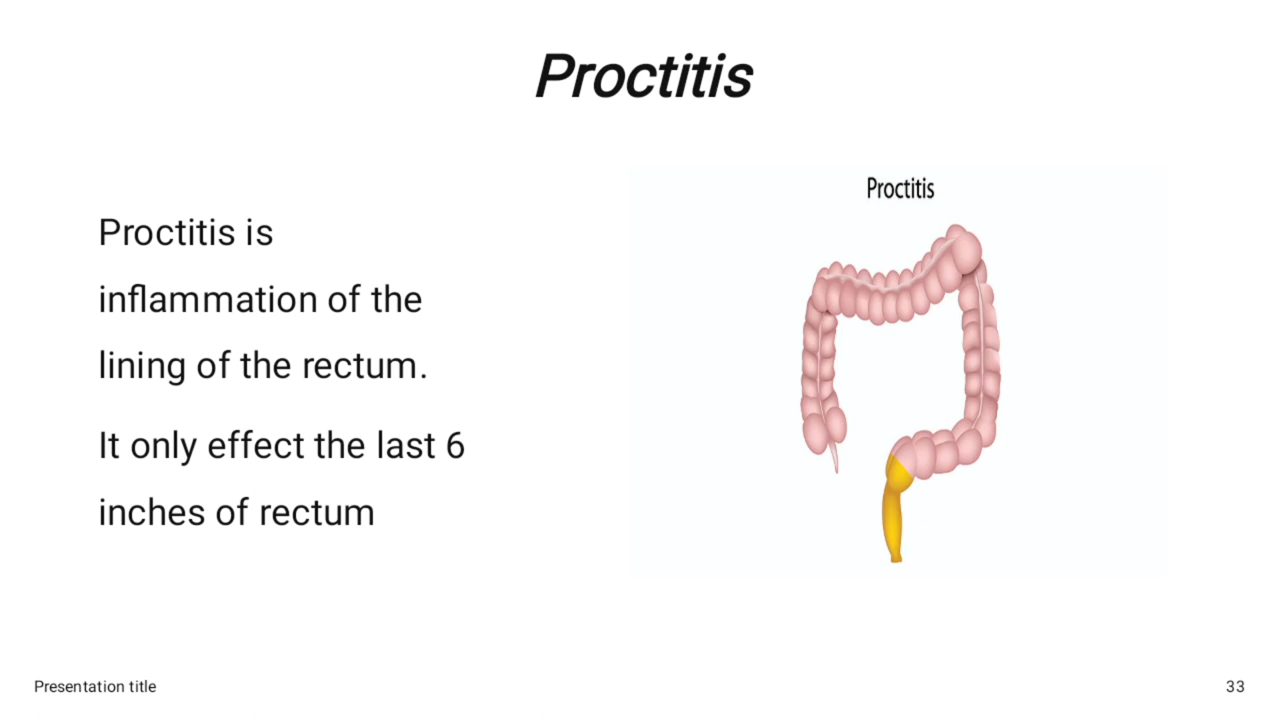 Proctitis
Proctitis is
inflammation of the
lining of the rectum.
It only effect the last 6
inches of rectum
Proctitis
Presentation title
33